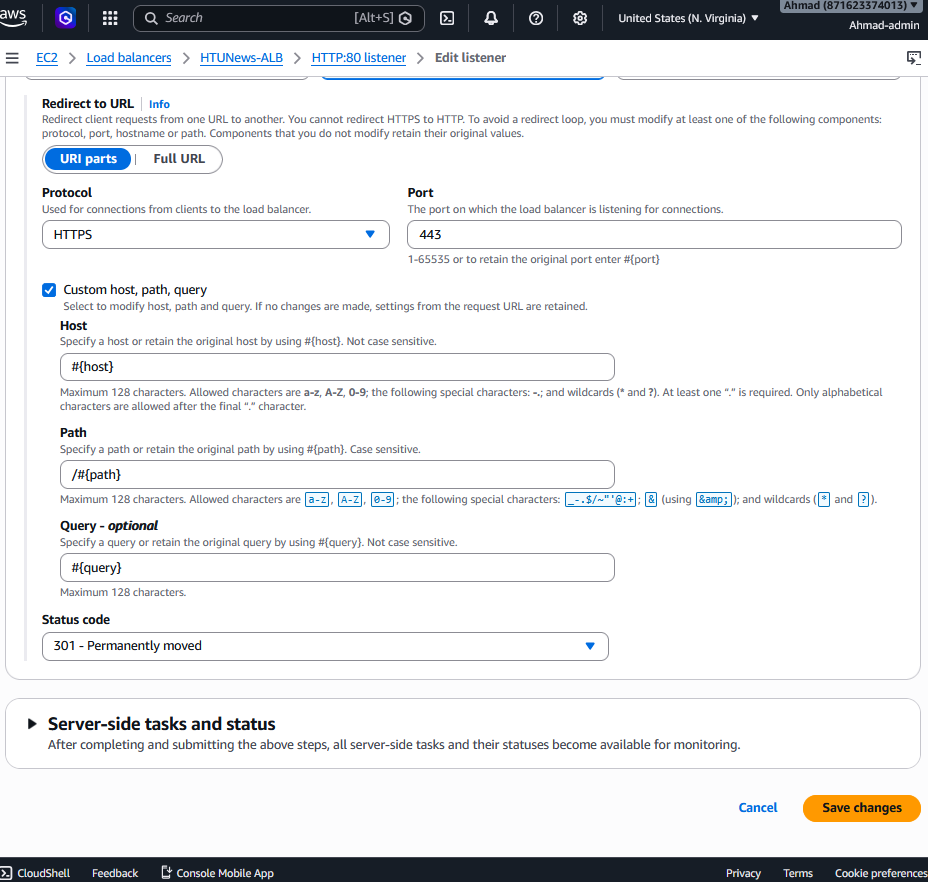 aws
Search [Alt+S]
United States (N. Virginia) ▼
Ahmad (871623374013) ▼
Ahmad-admin
EC2 > Load balancers > HTUNews-ALB > HTTP:80 listener > Edit listener
Redirect to URL | Info
Redirect client requests from one URL to another. You cannot redirect HTTPS to HTTP. To avoid a redirect loop, you must modify at least one of the following components:
protocol, port, hostname or path. Components that you do not modify retain their original values.
URI parts | Full URL
Protocol
Used for connections from clients to the load balancer.
HTTPS
Port
The port on which the load balancer is listening for connections.
443
1-65535 or to retain the original port enter #{port}
Custom host, path, query
Select to modify host, path and query. If no changes are made, settings from the request URL are retained.
Host
Specify a host or retain the original host by using #{host}. Not case sensitive.
#{host}
Maximum 128 characters. Allowed characters are a-z, A-Z, 0-9; the following special characters: -.; and wildcards (* and ?). At least one "." is required. Only alphabetical
characters are allowed after the final "." character.
Path
Specify a path or retain the original path by using #{path}. Case sensitive.
/#{path}
Maximum 128 characters. Allowed characters are a-z, A-Z, 0-9; the following special characters: _-.$/~"'@:+; & (using &amp;); and wildcards (* and ?).
Query - optional
Specify a query or retain the original query by using #{query}. Not case sensitive.
#{query}
Maximum 128 characters.
Status code
301 - Permanently moved
Server-side tasks and status
After completing and submitting the above steps, all server-side tasks and their statuses become available for monitoring.
Cancel
Save changes
CloudShell Feedback Console Mobile App Privacy Terms Cookie preferences